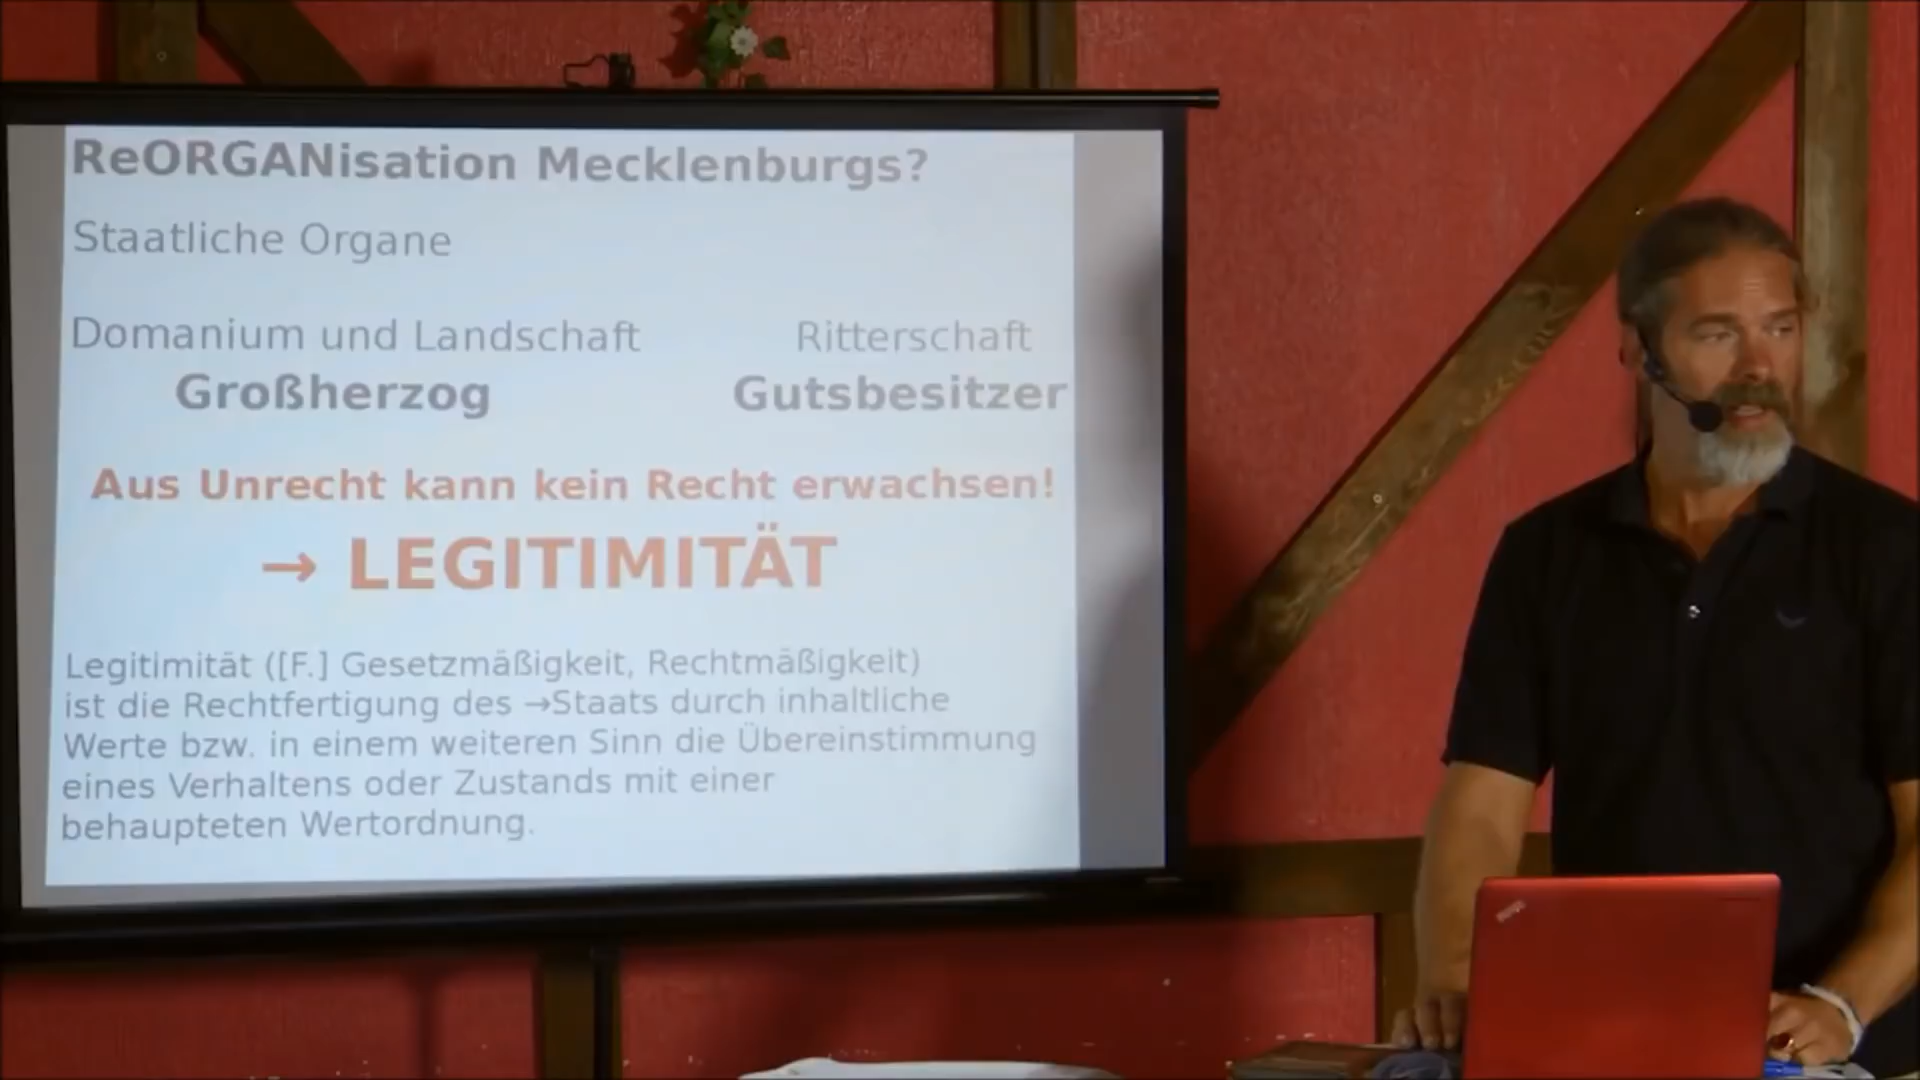 ReORGANisation Mecklenburgs?
Staatliche Organe
Domanium und Landschaft Ritterschaft
Großherzog Gutsbesitzer
Aus Unrecht kann kein Recht erwachsen!
→ LEGITIMITÄT
Legitimität ([F.] Gesetzmäßigkeit, Rechtmäßigkeit)
ist die Rechtfertigung des →Staats durch inhaltliche
Werte bzw. in einem weiteren Sinn die Übereinstimmung
eines Verhaltens oder Zustands mit einer
behaupteten Wertordnung.